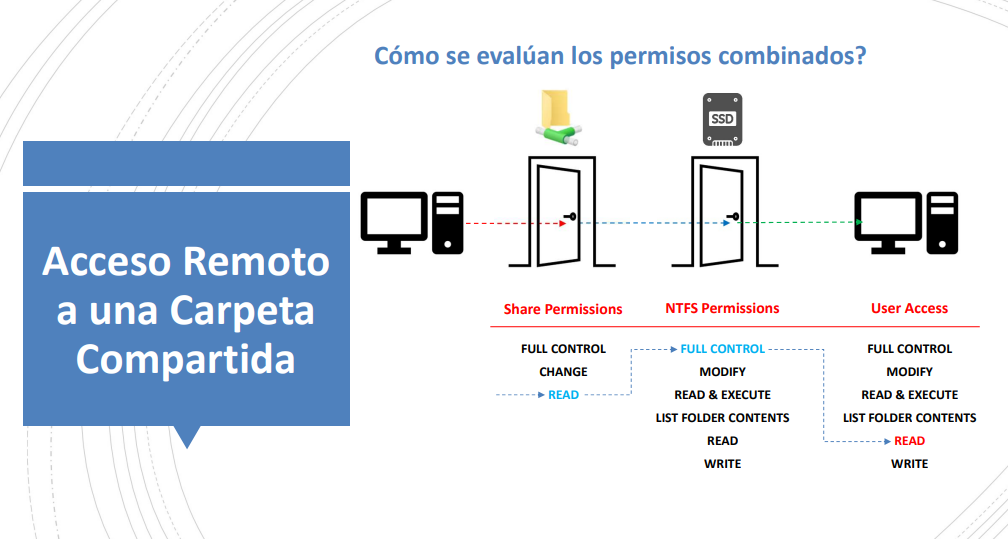 Cómo se evalúan los permisos combinados?
SSD
Acceso Remoto
a una Carpeta
Compartida
Share Permissions
NTFS Permissions
User Access
FULL CONTROL
CHANGE
READ
FULL CONTROL
MODIFY
READ & EXECUTE
LIST FOLDER CONTENTS
READ
WRITE
FULL CONTROL
MODIFY
READ & EXECUTE
LIST FOLDER CONTENTS
READ
WRITE